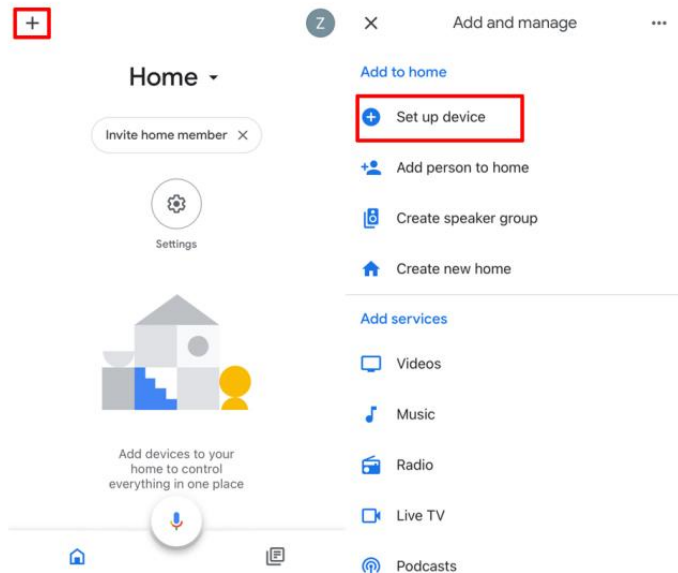 Z
Home
Invite home member
Settings
Add devices to your
home to control
everything in one place
Add and manage
Add to home
Set up device
Add person to home
Create speaker group
Create new home
Add services
Videos
Music
Radio
Live TV
Podcasts